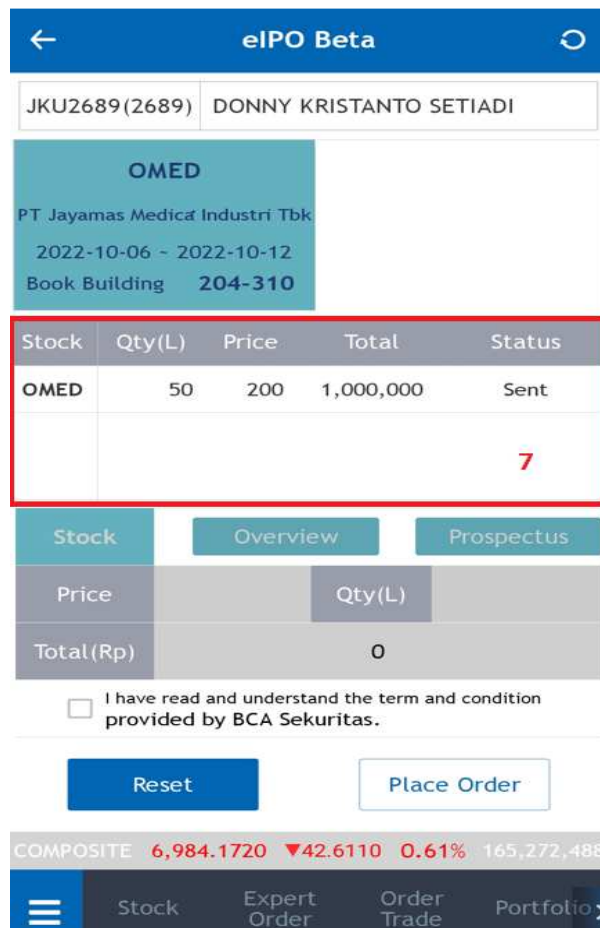 eIPO Beta
JKU2689(2689) DONNY KRISTANTO SETIADI
OMED
PT Jayamas Medica Industri Tbk
2022-10-06 ~ 2022-10-12
Book Building 204-310
Stock Qty(L) Price Total Status
OMED 50 200 1,000,000 Sent
7
Stock Overview Prospectus
Price Qty(L)
Total(Rp) 0
I have read and understand the term and condition
provided by BCA Sekuritas.
Reset Place Order
COMPOSITE 6,984.1720 ▼42.6110 0.61% 165,272,488
Stock Expert Order Order Trade Portfolio